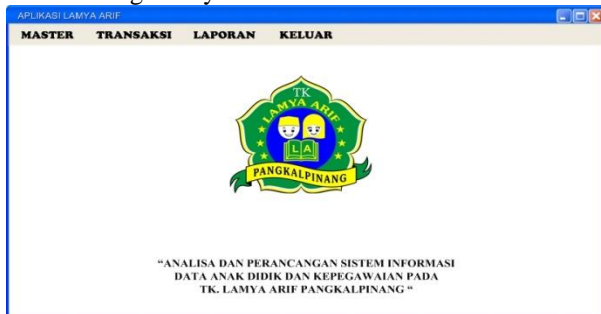 APLIKASI LAMYA ARIF
MASTER TRANSAKSI LAPORAN KELUAR
TK
LAMYA ARIF
LA
PANGKALPINANG
“ANALISA DAN PERANCANGAN SISTEM INFORMASI
DATA ANAK DIDIK DAN KEPEGAWAIAN PADA
TK. LAMYA ARIF PANGKALPINANG “